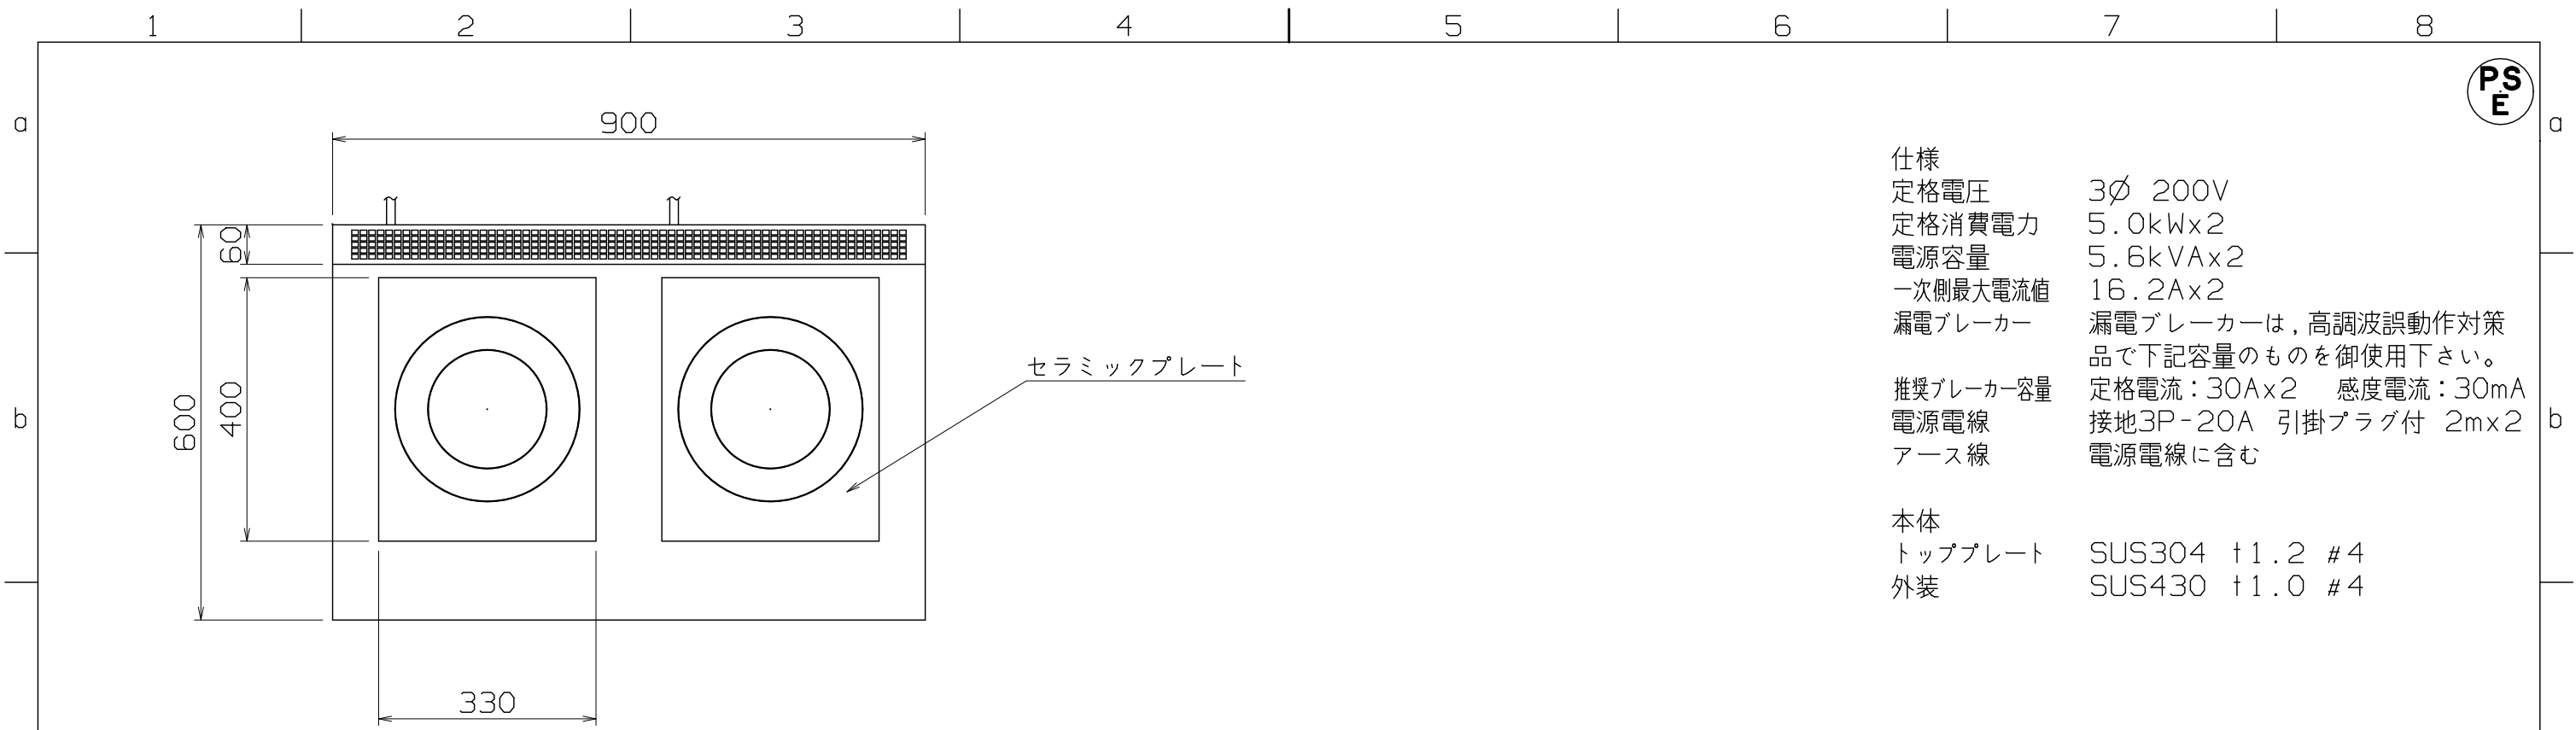 1 2 3 4 5 6 7 8
PS
E
a a
900
仕様
定格電圧 3Ø 200V
定格消費電力 5.0kWx2
電源容量 5.6kVAx2
一次側最大電流値 16.2Ax2
漏電ブレーカー 漏電ブレーカーは,高調波誤動作対策
品で下記容量のものを御使用下さい。
推奨ブレーカー容量 定格電流:30Ax2 感度電流:30mA
電源電線 接地3P-20A 引掛プラグ付 2mx2
アース線 電源電線に含む
60
セラミックプレート
400
600
b b
本体
トッププレート SUS304 t1.2 #4
外装 SUS430 t1.0 #4
330